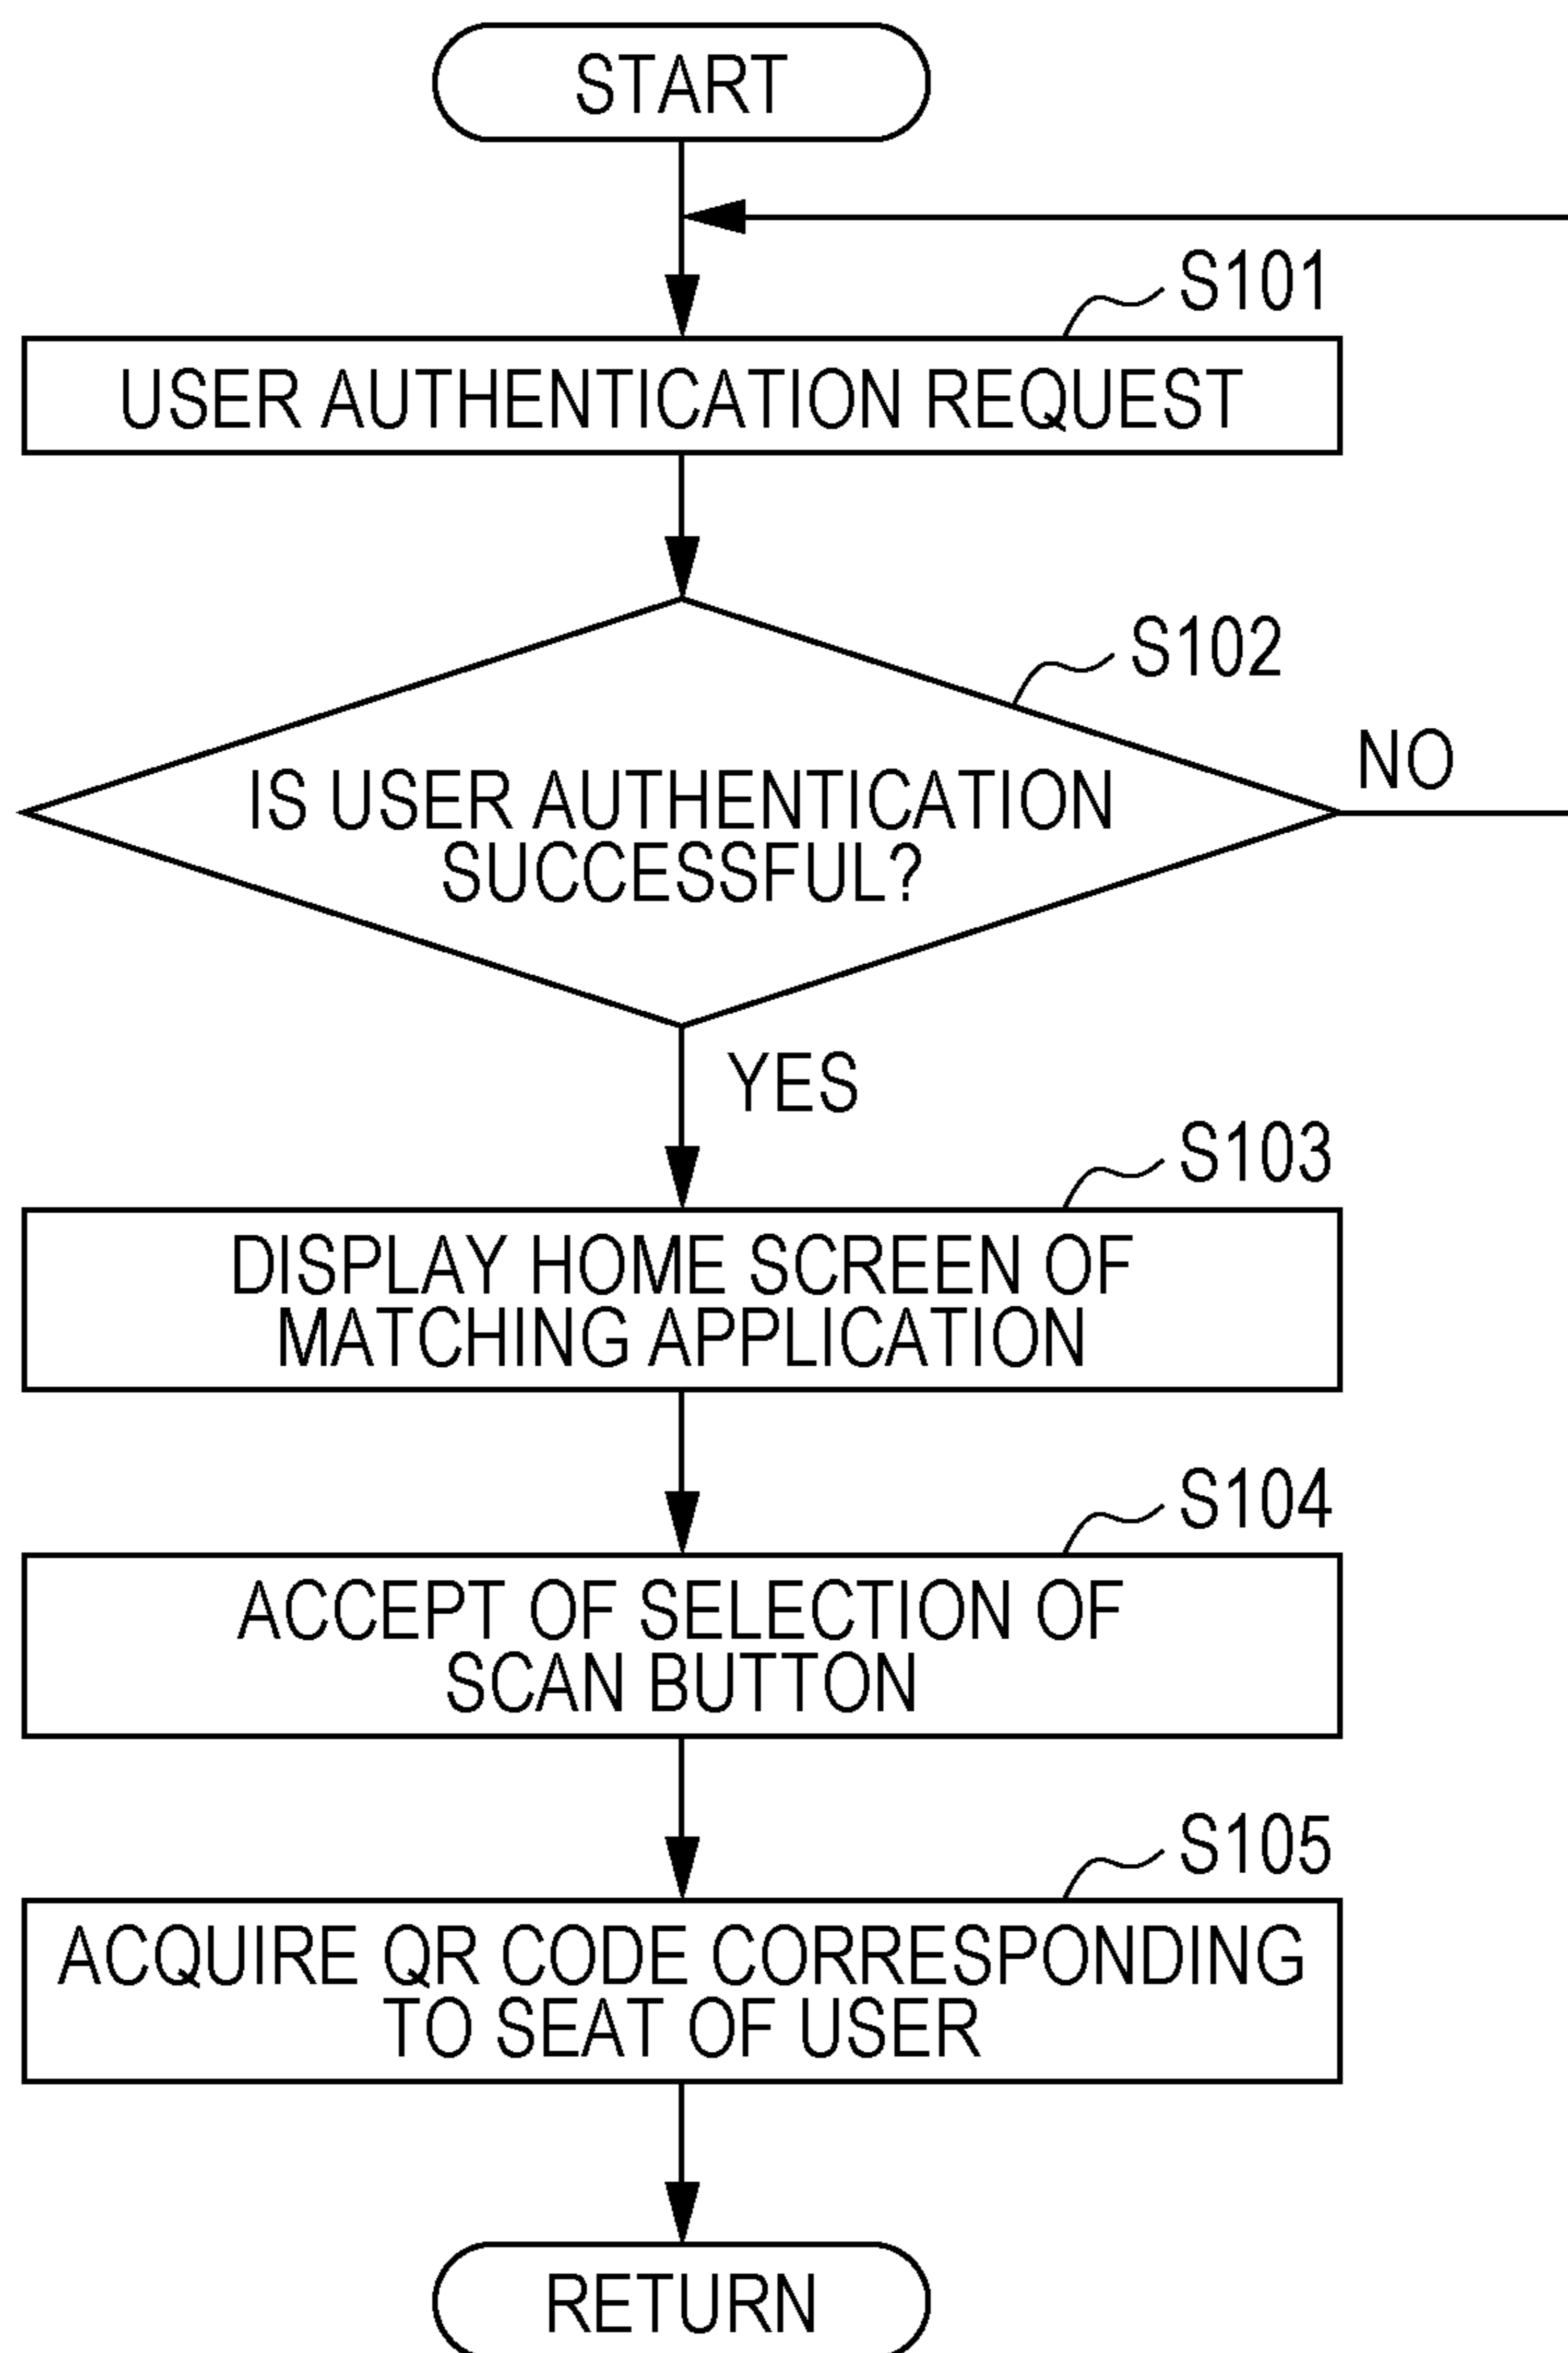 START
S101
USER AUTHENTICATION REQUEST
S102
NO
IS USER AUTHENTICATION
SUCCESSFUL?
YES
S103
DISPLAY HOME SCREEN OF
MATCHING APPLICATION
S104
ACCEPT OF SELECTION OF
SCAN BUTTON
S105
ACQUIRE QR CODE CORRESPONDING
TO SEAT OF USER
RETURN